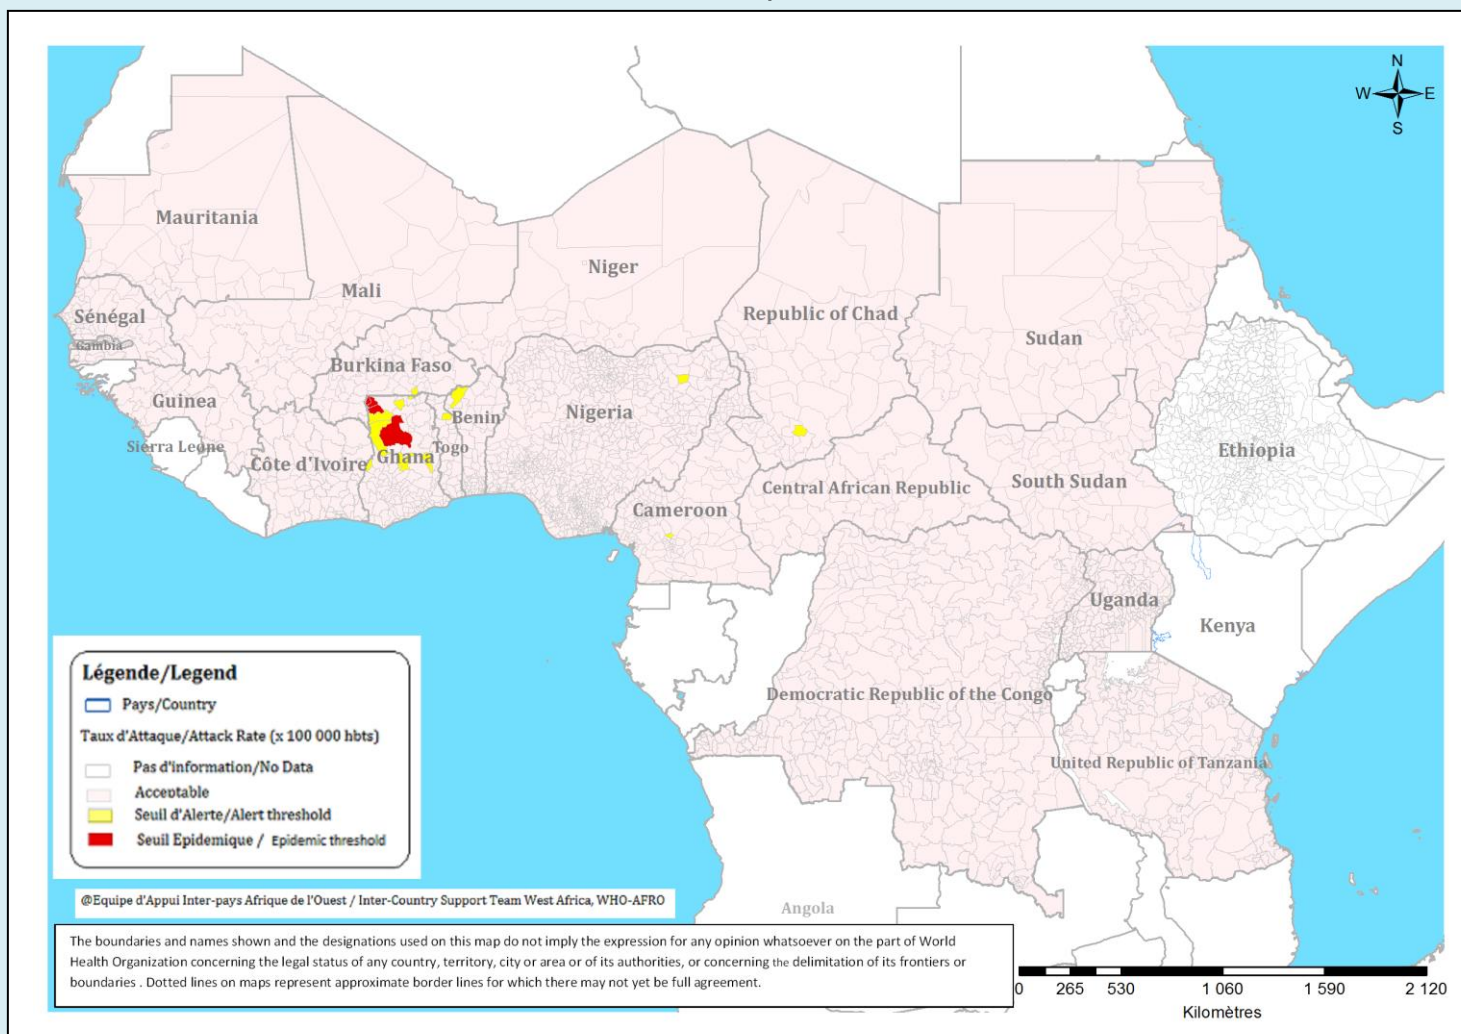 N
W E
S
Mauritania
Mali
Niger
Republic of Chad
Sudan
Sénégal
Gambia
Burkina Faso
Guinea
Benin
Nigeria
Sierra Leone
Togo
Côte d'Ivoire
Ghana
Ethiopia
Central African Republic
South Sudan
Cameroon
Uganda
Kenya
Democratic Republic of the Congo
United Republic of Tanzania
Angola
Légende/Legend
Pays/Country
Taux d'Attaque/Attack Rate (x 100 000 hbts)
Pas d'information/No Data
Acceptable
Seuil d'Alerte/Alert threshold
Seuil Epidemique / Epidemic threshold
@Equipe d'Appui Inter-pays Afrique de l'Ouest / Inter-Country Support Team West Africa, WHO-AFRO
The boundaries and names shown and the designations used on this map do not imply the expression for any opinion whatsoever on the part of World
Health Organization concerning the legal status of any country, territory, city or area or of its authorities, or concerning the delimitation of its frontiers or
boundaries . Dotted lines on maps represent approximate border lines for which there may not yet be full agreement.
0 265 530 1 060 1 590 2 120
Kilomètres